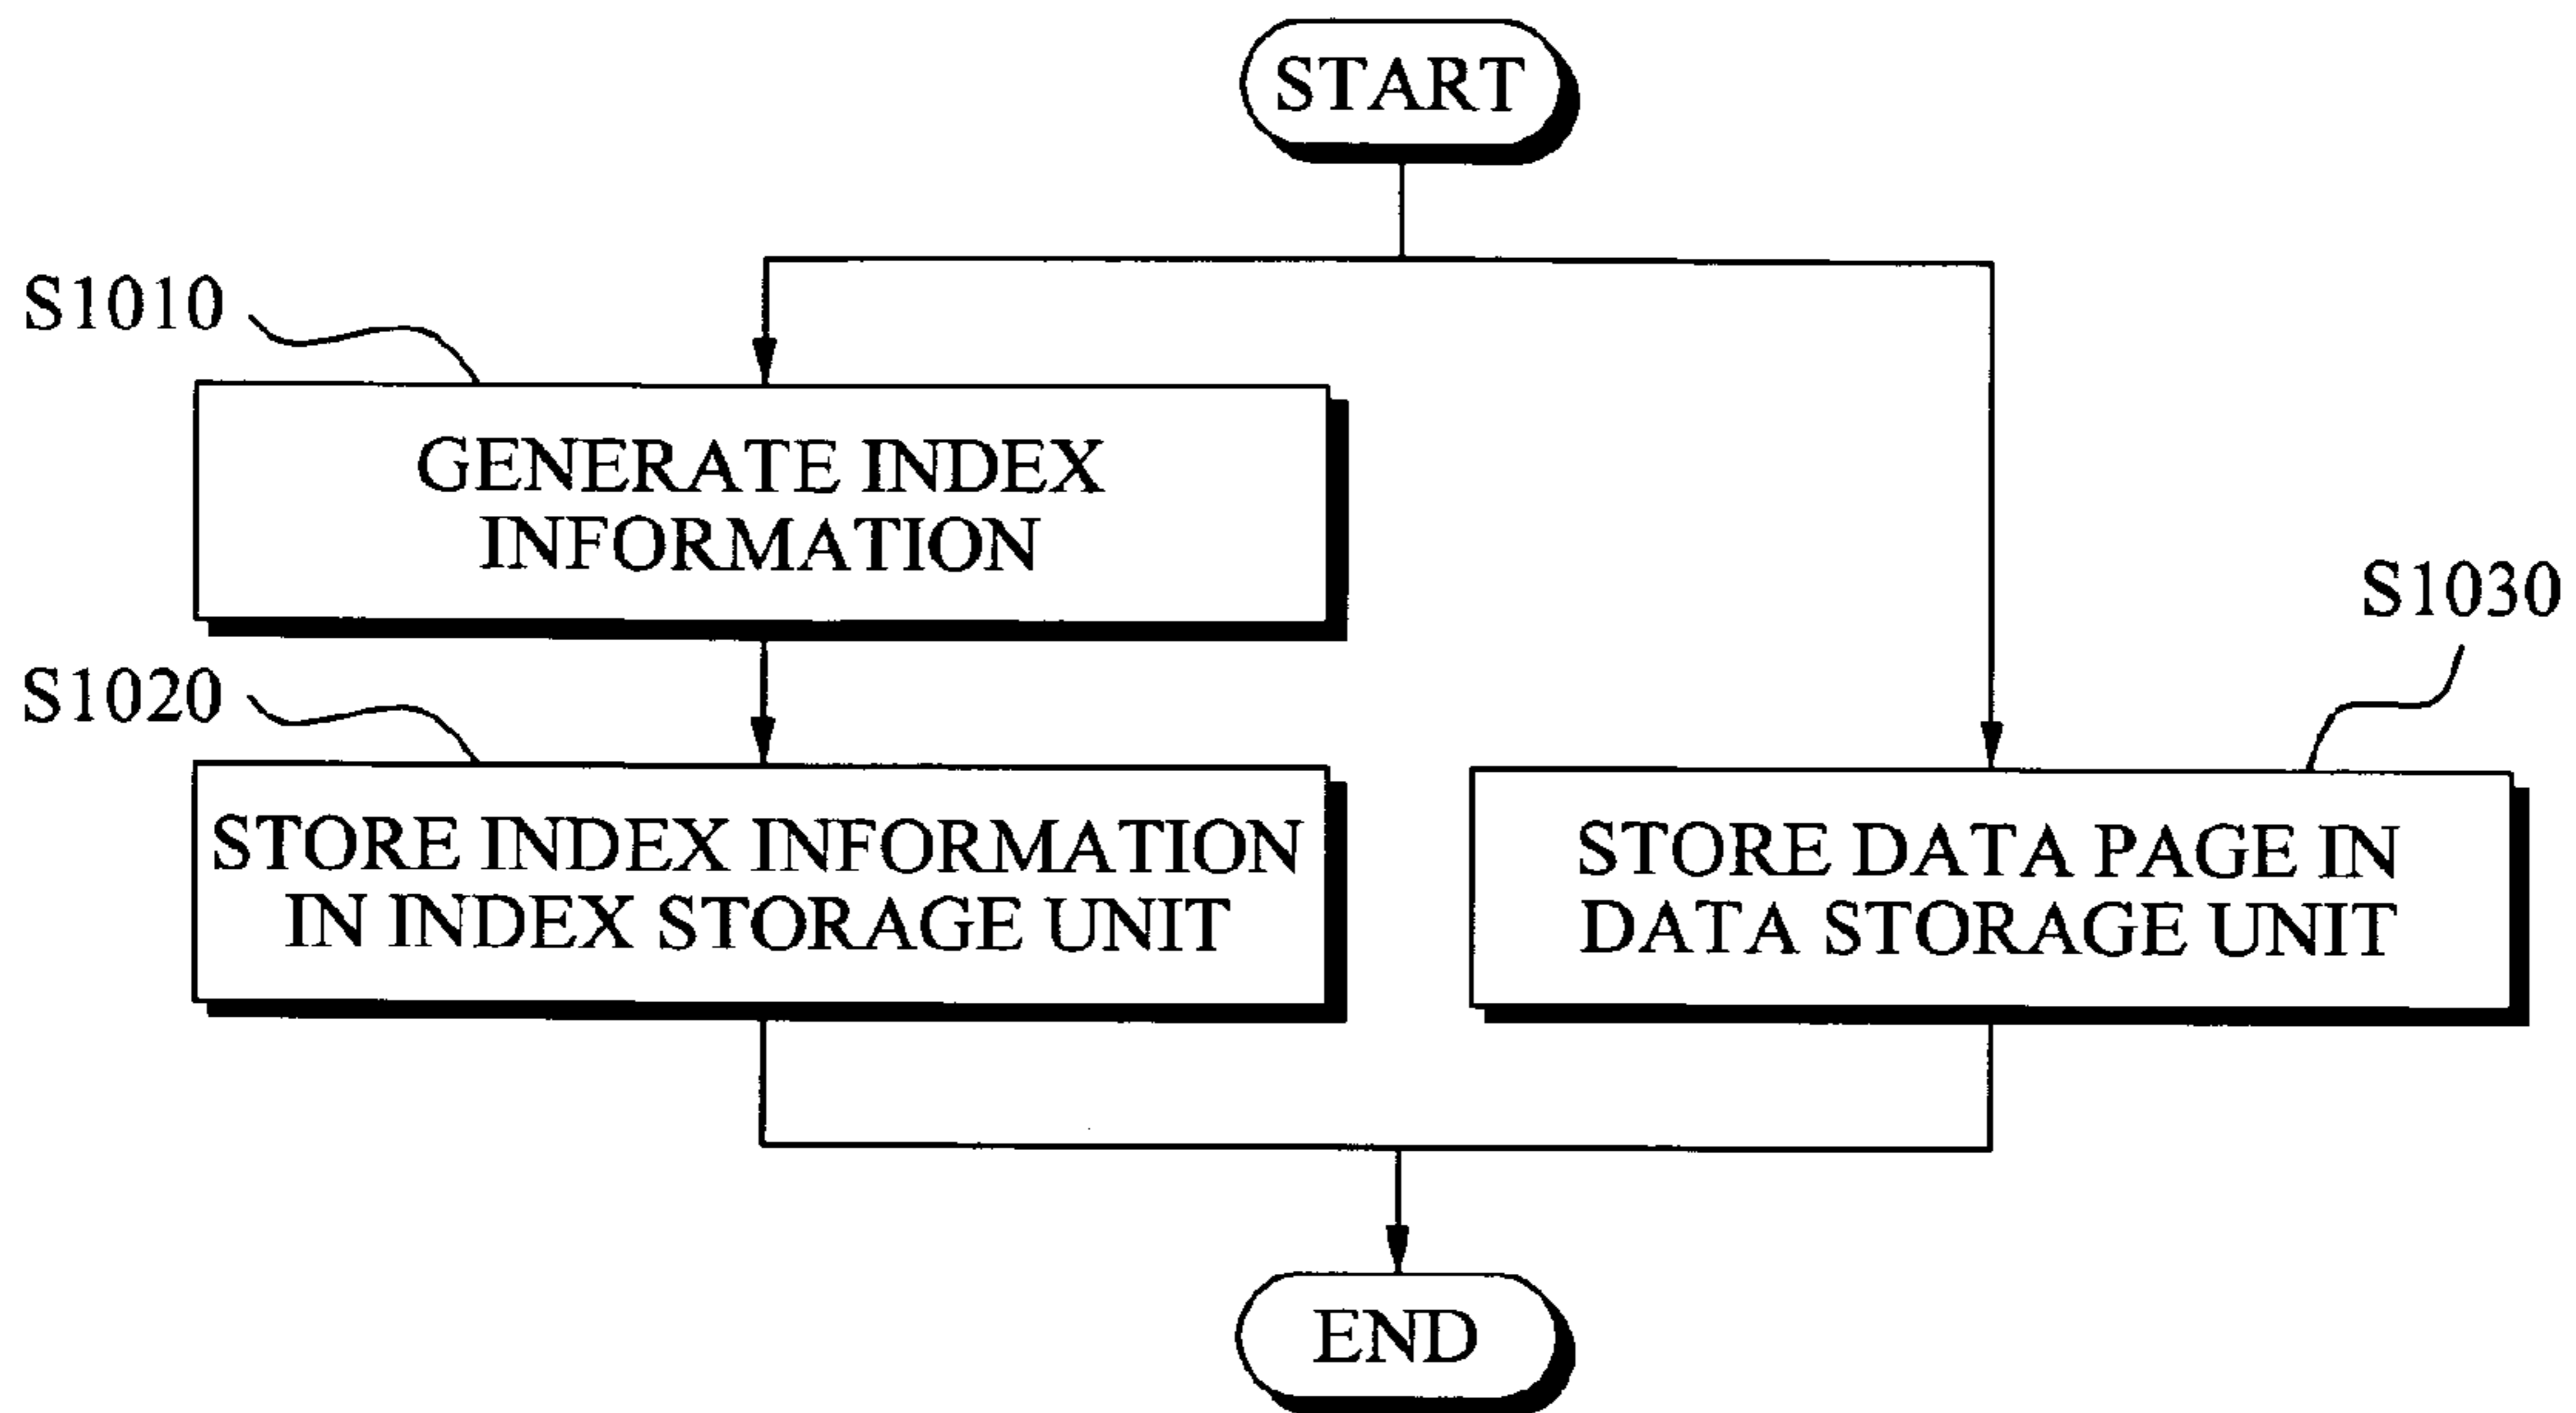 START
S1010
GENERATE INDEX
INFORMATION
S1030
S1020
STORE INDEX INFORMATION
IN INDEX STORAGE UNIT
STORE DATA PAGE IN
DATA STORAGE UNIT
END